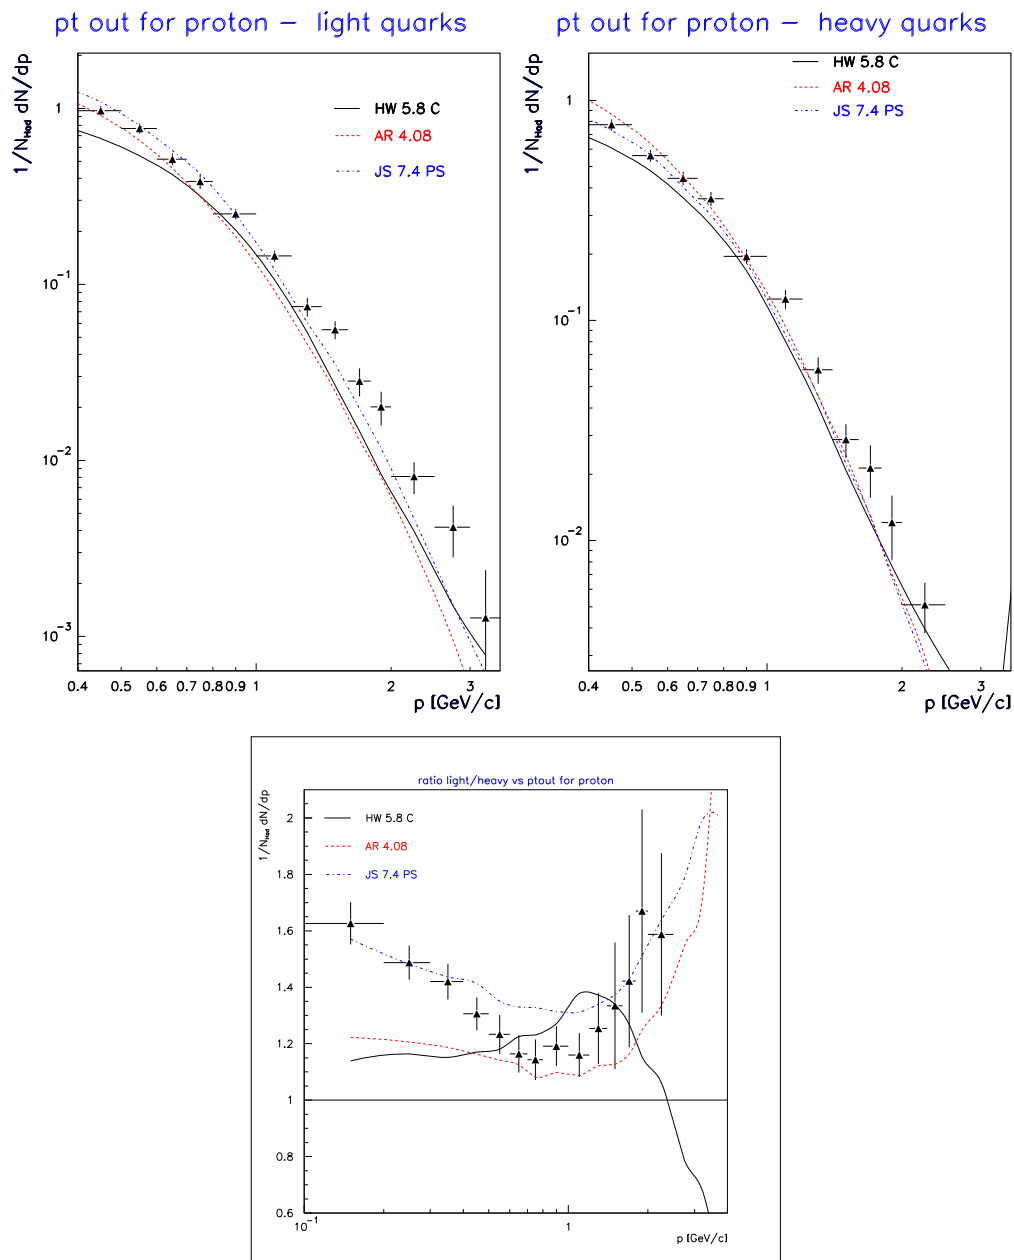 pt out for proton – light quarks
1/N_Had dN/dp
HW 5.8 C
AR 4.08
JS 7.4 PS
1
10^-1
10^-2
10^-3
0.4 0.5 0.6 0.7 0.8 0.9 1 2 3
p [GeV/c]
pt out for proton – heavy quarks
1/N_Had dN/dp
HW 5.8 C
AR 4.08
JS 7.4 PS
1
10^-1
10^-2
0.4 0.5 0.6 0.7 0.8 0.9 1 2 3
p [GeV/c]
ratio light/heavy vs ptout for proton
1/N_Had dN/dp
HW 5.8 C
AR 4.08
JS 7.4 PS
2
1.8
1.6
1.4
1.2
1
0.8
0.6
10^-1 1
p [GeV/c]